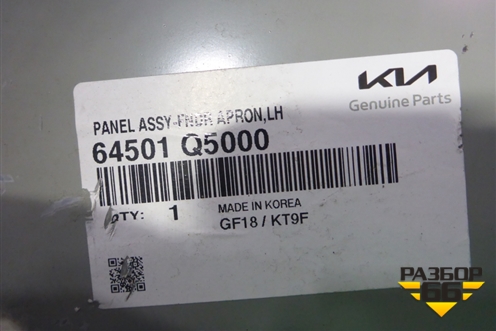 KIA
Genuine Parts
PANEL ASSY-FNDR APRON,LH
64501 Q5000
QTY: 1
MADE IN KOREA
GF18 / KT9F
РАЗБОР
66